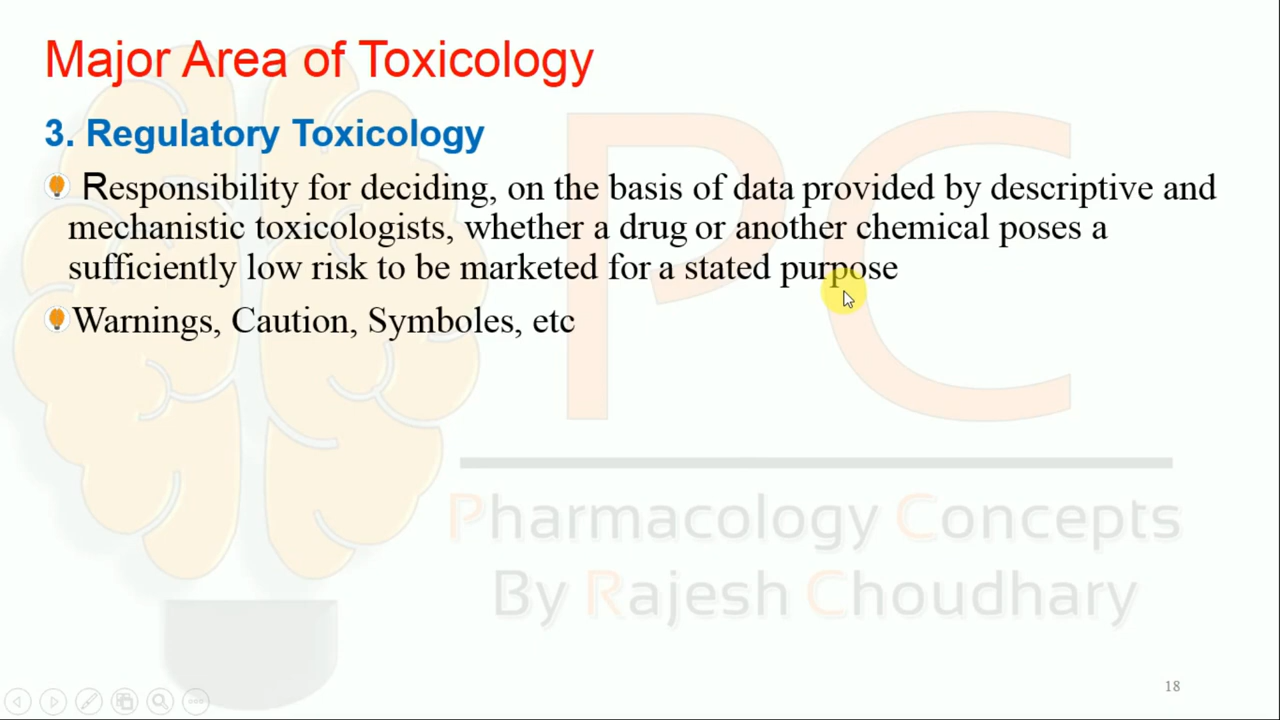 Major Area of Toxicology
3. Regulatory Toxicology
Responsibility for deciding, on the basis of data provided by descriptive and
mechanistic toxicologists, whether a drug or another chemical poses a
sufficiently low risk to be marketed for a stated purpose
Warnings, Caution, Symboles, etc
PC
Pharmacology Concepts
By Rajesh Choudhary
18